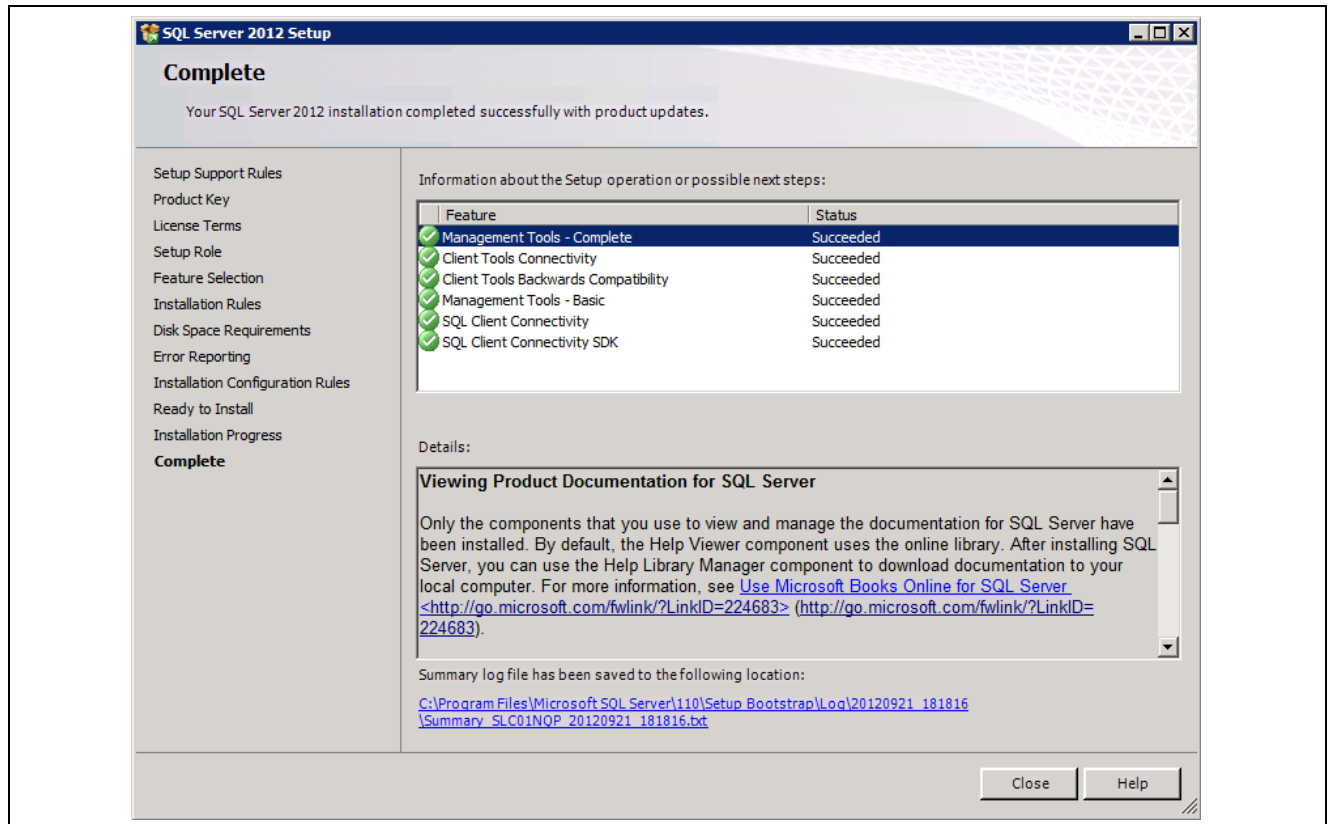 SQL Server 2012 Setup
Complete
Your SQL Server 2012 installation completed successfully with product updates.
Setup Support Rules
Product Key
License Terms
Setup Role
Feature Selection
Installation Rules
Disk Space Requirements
Error Reporting
Installation Configuration Rules
Ready to Install
Installation Progress
Complete
Information about the Setup operation or possible next steps:
Feature Status
Management Tools - Complete Succeeded
Client Tools Connectivity Succeeded
Client Tools Backwards Compatibility Succeeded
Management Tools - Basic Succeeded
SQL Client Connectivity Succeeded
SQL Client Connectivity SDK Succeeded
Details:
Viewing Product Documentation for SQL Server
Only the components that you use to view and manage the documentation for SQL Server have
been installed. By default, the Help Viewer component uses the online library. After installing SQL
Server, you can use the Help Library Manager component to download documentation to your
local computer. For more information, see Use Microsoft Books Online for SQL Server
<http://go.microsoft.com/fwlink/?LinkID=224683> (http://go.microsoft.com/fwlink/?LinkID=
224683).
Summary log file has been saved to the following location:
C:\Program Files\Microsoft SQL Server\110\Setup Bootstrap\Log\20120921_181816
\Summary_SLC01NQP_20120921_181816.txt
Close Help